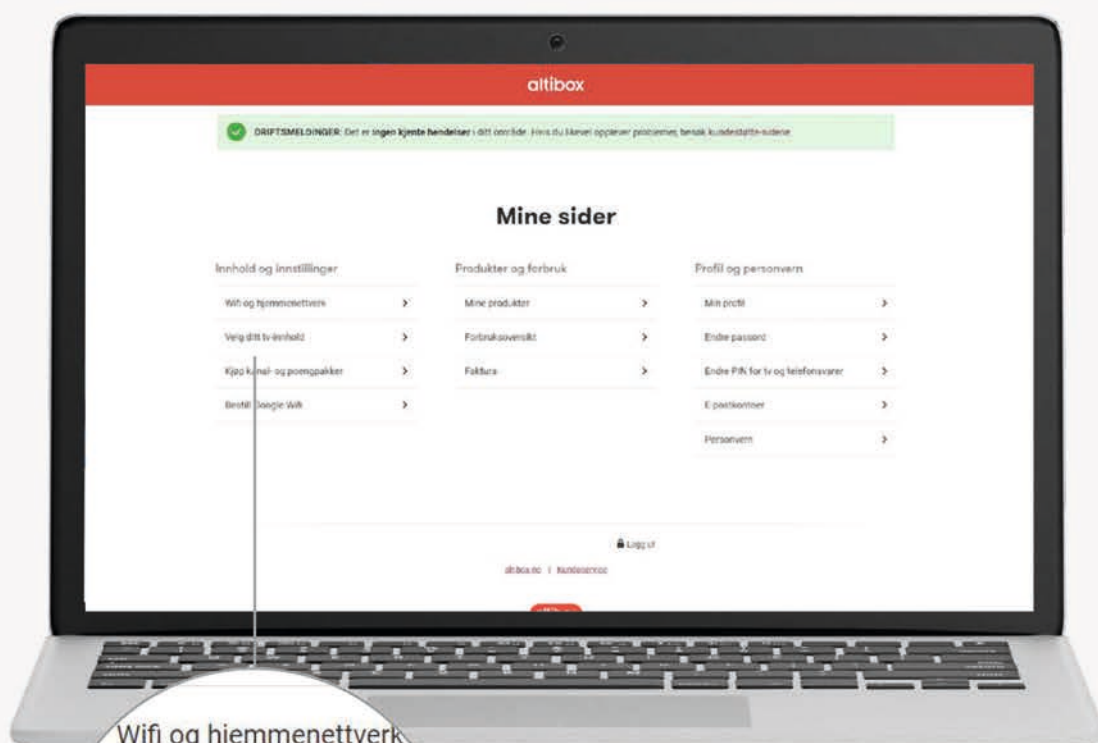 altibox
DRIFTSMELDINGER: Det er ingen kjente hendelser i ditt område. Hvis du likevel opplever problemer, besøk kundestøtte-sidene.
Mine sider
Innhold og innstillinger
Wifi og hjemmenettverk
Velg ditt tv-innhold
Kjøp kanal- og poengpakker
Bestill Google Wifi
Produkter og forbruk
Mine produkter
Forbruksoversikt
Faktura
Profil og personvern
Min profil
Endre passord
Endre PIN for tv og telefonsvarer
E-postkontoer
Personvern
Logg ut
altibox.no | Kundeservice
Wifi og hjemmenettverk